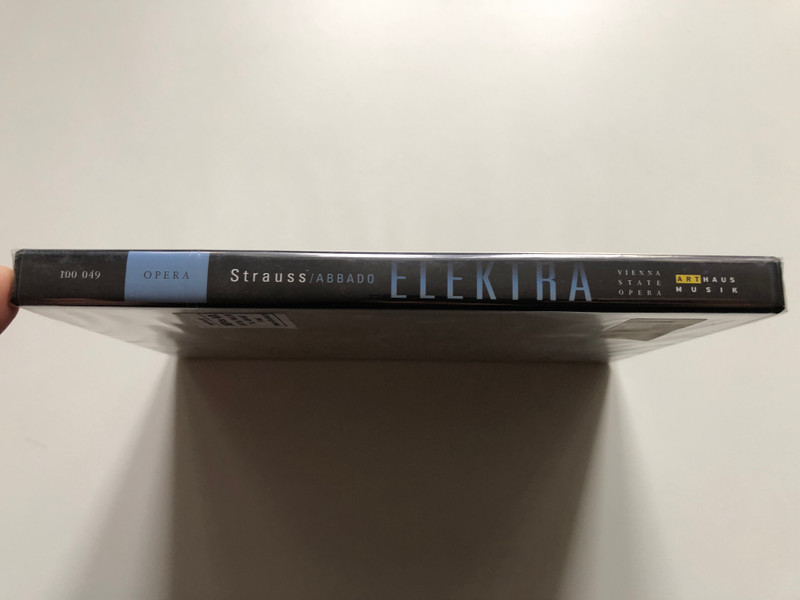 100 049
OPERA
Strauss/ABBADO
ELEKTRA
VIENNA
STATE
OPERA
ARTHAUS
MUSIK